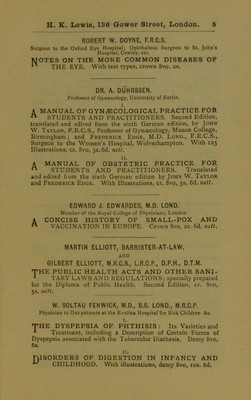 H. K. Lewis, 136 Gower Street, London. 5
ROBERT W. DOYNE, F.R.C.S.
Surgeon to the Oxford Eye Hospital; Ophthalmic Surgeon to St. John's
Hospital, Cowley, etc.
NOTES ON THE MORE COMMON DISEASES OF
THE EYE. With test types, crown 8vo, 2s.
DR. A. DÜHRSSEN.
Professor of Gynæcology, University of Berlin.
I.
A MANUAL OF GYNÆCOLOGICAL PRACTICE FOR
STUDENTS AND PRACTITIONERS. Second Edition,
translated and edited from the sixth German edition, by JOHN
W. TAYLOR, F.R.C.S., Professor of Gynæcology, Mason College,
Birmingham; and FREDERICK EDGE, M.D. LOND., F.R.C.S.,
Surgeon to the Women's Hospital, Wolverhampton. With 125
Illustrations, cr. 8vo, 3s. 6d. nett.
II.
A MANUAL OF OBSTETRIC PRACTICE FOR
STUDENTS AND PRACTITIONERS. Translated
and edited from the sixth German edition by JOHN W. TAYLOR
and FREDERICK EDGE. With Illustrations, cr. 8vo, 3s. 6d. nett.
EDWARD J. EDWARDES, M.D. LOND.
Member of the Royal College of Physicians, London.
A CONCISE HISTORY OF SMALL-POX AND
VACCINATION IN EUROPE. Crown 8vo, 2s. 6d. nett.
MARTIN ELLIOTT, BARRISTER-AT-LAW.
AND
GILBERT ELLIOTT, M.R.C.S., L.R.C.P., D.P.H., D.T.M.
THE PUBLIC HEALTH ACTS AND OTHER SANI-
TARY LAWS AND REGULATIONS; specially prepared
for the Diploma of Public Health. Second Edition, cr. 8vo,
5s. nett.
W. SOLTAU FENWICK, M.D., B.S. LOND., M.R.C.P.
Physician to Out-patients at the Evelina Hospital for Sick Children &c.
I.
THE DYSPEPSIA OF PHTHISIS: Its Varieties and
Treatment, including a Description of Certain Forms of
Dyspepsia associated with the Tubercular Diathesis. Demy 8vo,
6s.
II.
DISORDERS OF DIGESTION IN INFANCY AND
CHILDHOOD. With illustrations, demy 8vo, 10s. 6d.